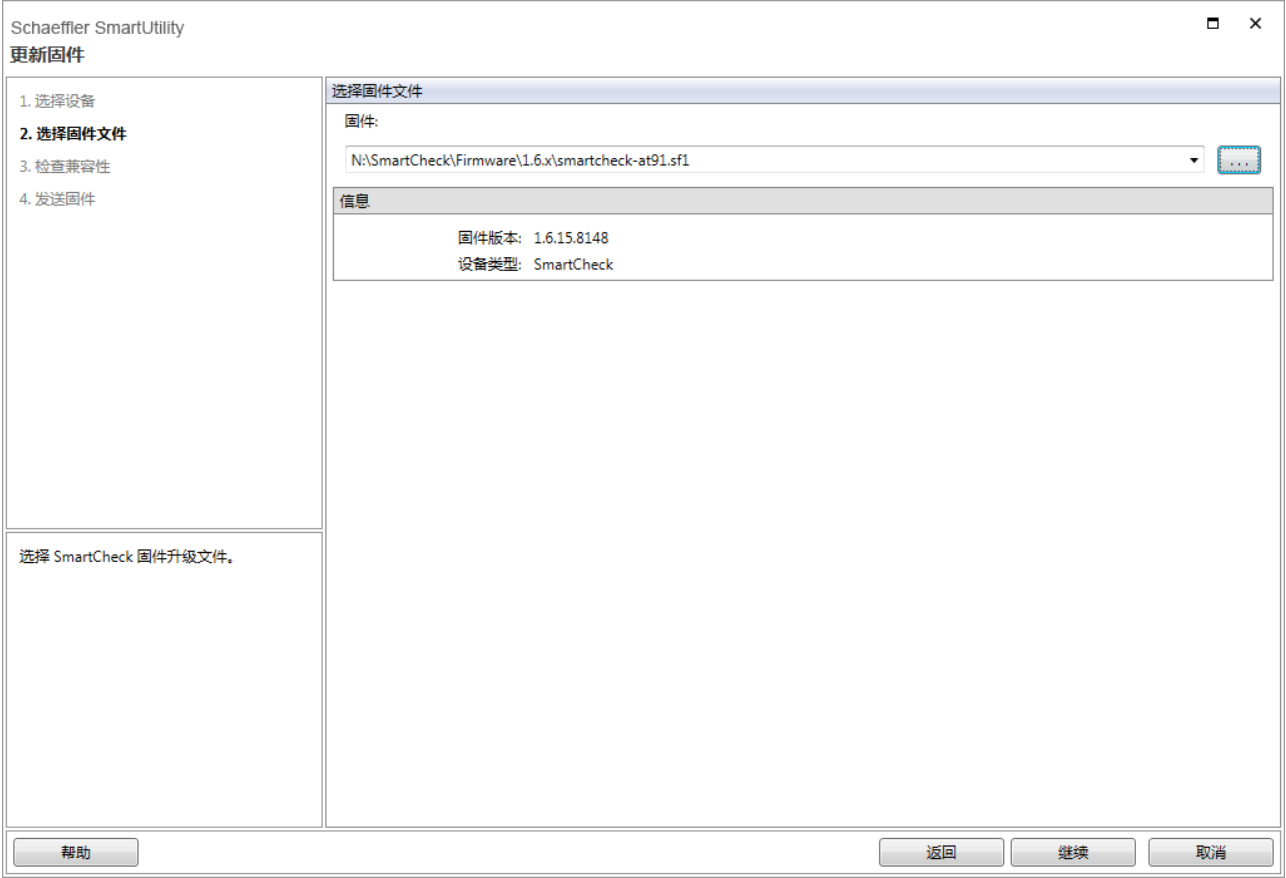 Schaeffler SmartUtility
更新固件
1. 选择设备
2. 选择固件文件
3. 检查兼容性
4. 发送固件
选择 SmartCheck 固件升级文件。
选择固件文件
固件:
N:\SmartCheck\Firmware\1.6.x\smartcheck-at91.sf1
...
信息
固件版本: 1.6.15.8148
设备类型: SmartCheck
帮助
返回
继续
取消